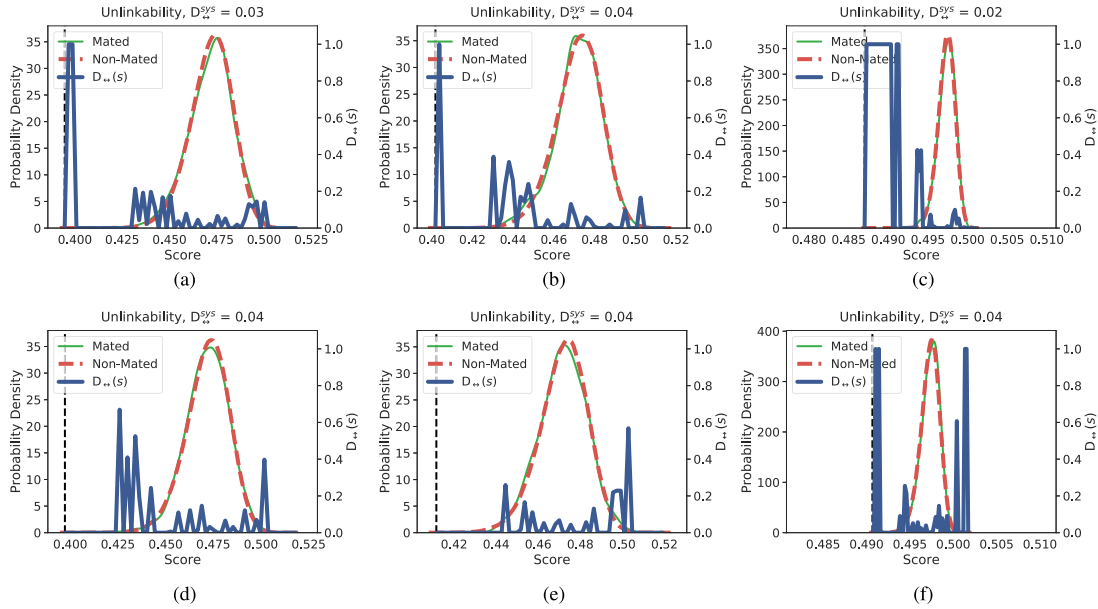 Unlinkability, D↔^sys = 0.03
Probability Density
35
30
25
20
15
10
5
0
Mated
Non-Mated
D↔(s)
1.0
0.8
0.6
0.4
0.2
0.0
D↔(s)
0.400 0.425 0.450 0.475 0.500 0.525
Score
(a)
Unlinkability, D↔^sys = 0.04
Probability Density
35
30
25
20
15
10
5
0
Mated
Non-Mated
D↔(s)
1.0
0.8
0.6
0.4
0.2
0.0
D↔(s)
0.40 0.42 0.44 0.46 0.48 0.50 0.52
Score
(b)
Unlinkability, D↔^sys = 0.02
Probability Density
350
300
250
200
150
100
50
0
Mated
Non-Mated
D↔(s)
1.0
0.8
0.6
0.4
0.2
0.0
D↔(s)
0.480 0.485 0.490 0.495 0.500 0.505 0.510
Score
(c)
Unlinkability, D↔^sys = 0.04
Probability Density
35
30
25
20
15
10
5
0
Mated
Non-Mated
D↔(s)
1.0
0.8
0.6
0.4
0.2
0.0
D↔(s)
0.400 0.425 0.450 0.475 0.500 0.525
Score
(d)
Unlinkability, D↔^sys = 0.04
Probability Density
35
30
25
20
15
10
5
0
Mated
Non-Mated
D↔(s)
1.0
0.8
0.6
0.4
0.2
0.0
D↔(s)
0.42 0.44 0.46 0.48 0.50 0.52
Score
(e)
Unlinkability, D↔^sys = 0.04
Probability Density
400
300
200
100
0
Mated
Non-Mated
D↔(s)
1.0
0.8
0.6
0.4
0.2
0.0
D↔(s)
0.485 0.490 0.495 0.500 0.505 0.510
Score
(f)